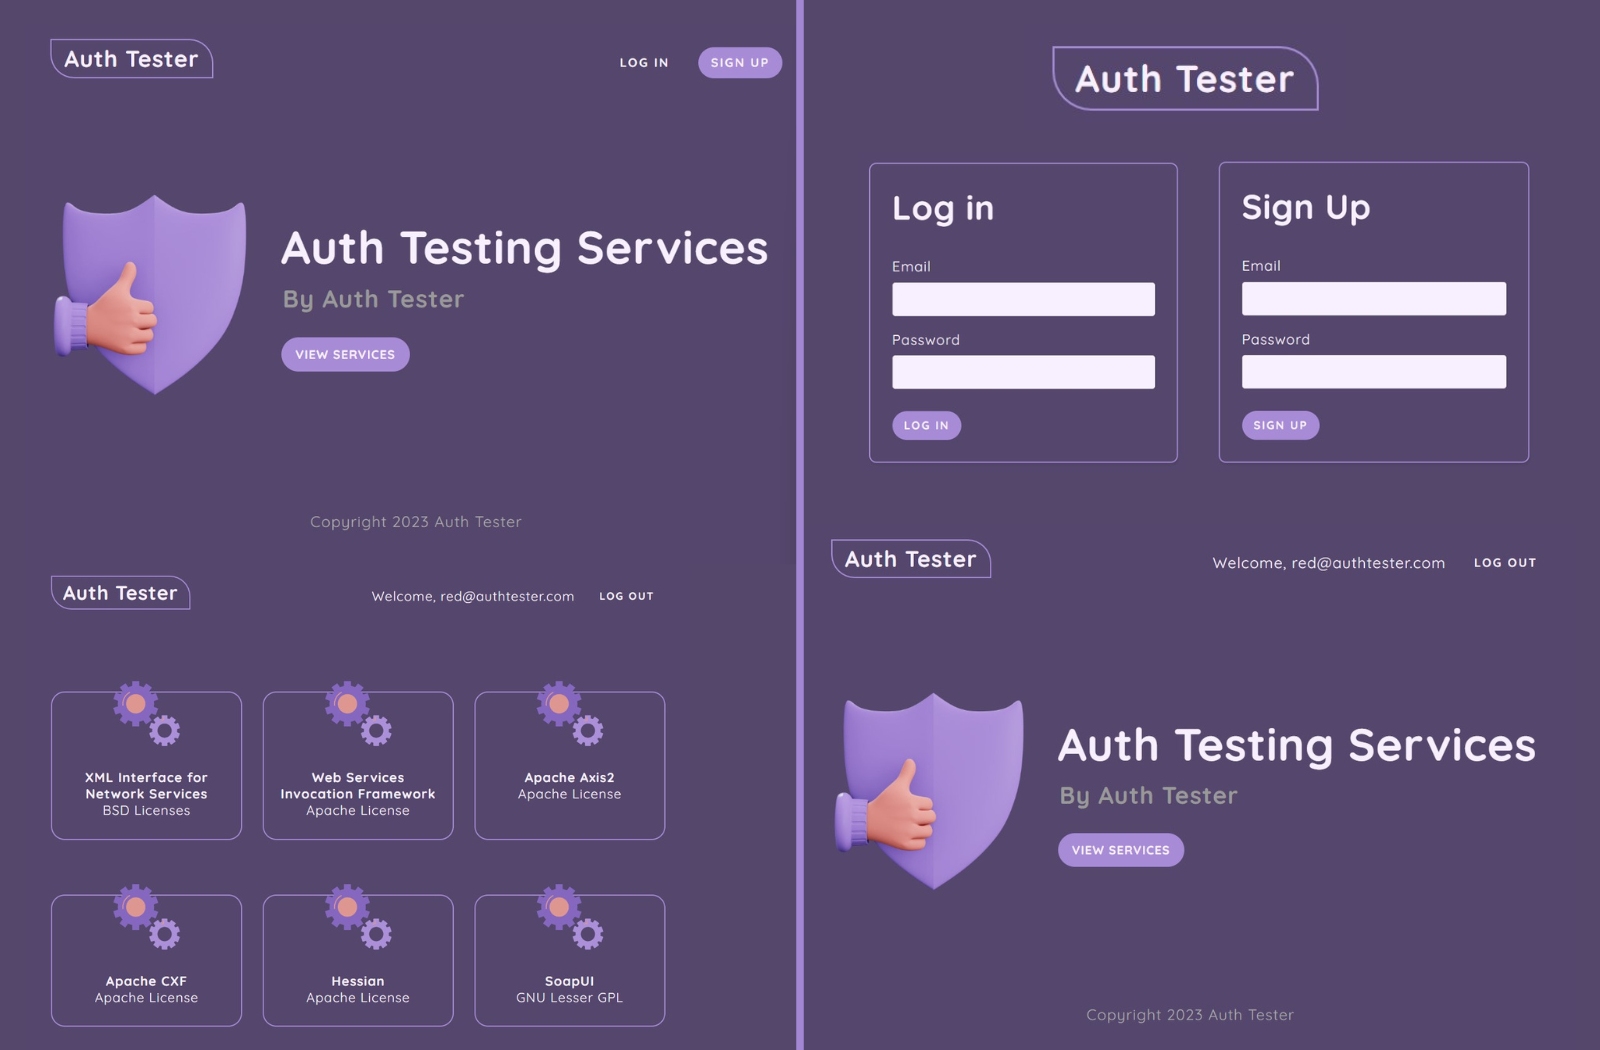 Auth Tester
LOG IN
SIGN UP
Auth Testing Services
By Auth Tester
VIEW SERVICES
Copyright 2023 Auth Tester
Auth Tester
Log in
Email
Password
LOG IN
Sign Up
Email
Password
SIGN UP
Auth Tester
Welcome, red@authtester.com
LOG OUT
XML Interface for
Network Services
BSD Licenses
Web Services
Invocation Framework
Apache License
Apache Axis2
Apache License
Apache CXF
Apache License
Hessian
Apache License
SoapUI
GNU Lesser GPL
Auth Tester
Welcome, red@authtester.com
LOG OUT
Auth Testing Services
By Auth Tester
VIEW SERVICES
Copyright 2023 Auth Tester